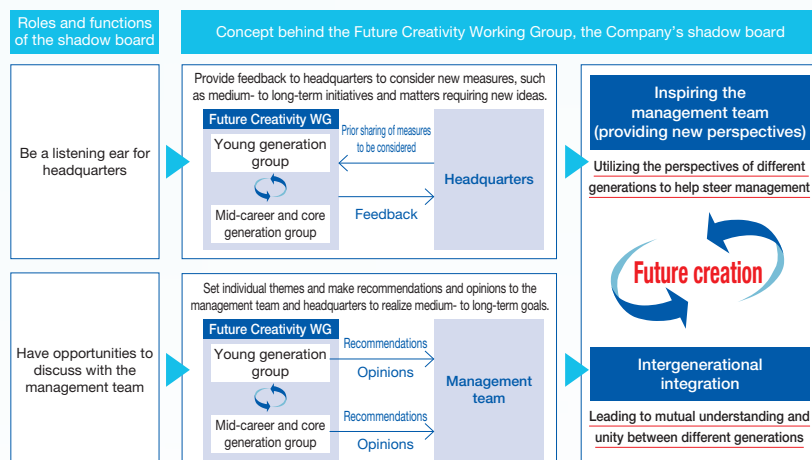 Roles and functions
of the shadow board
Concept behind the Future Creativity Working Group, the Company's shadow board
Be a listening ear for
headquarters
Provide feedback to headquarters to consider new measures, such
as medium- to long-term initiatives and matters requiring new ideas.
Future Creativity WG
Young generation
group
Mid-career and core
generation group
Prior sharing of measures
to be considered
Feedback
Headquarters
Have opportunities to
discuss with the
management team
Set individual themes and make recommendations and opinions to the
management team and headquarters to realize medium- to long-term goals.
Future Creativity WG
Young generation
group
Mid-career and core
generation group
Recommendations
Opinions
Recommendations
Opinions
Management
team
Inspiring the
management team
(providing new perspectives)
Utilizing the perspectives of different
generations to help steer management
Future creation
Intergenerational
integration
Leading to mutual understanding and
unity between different generations